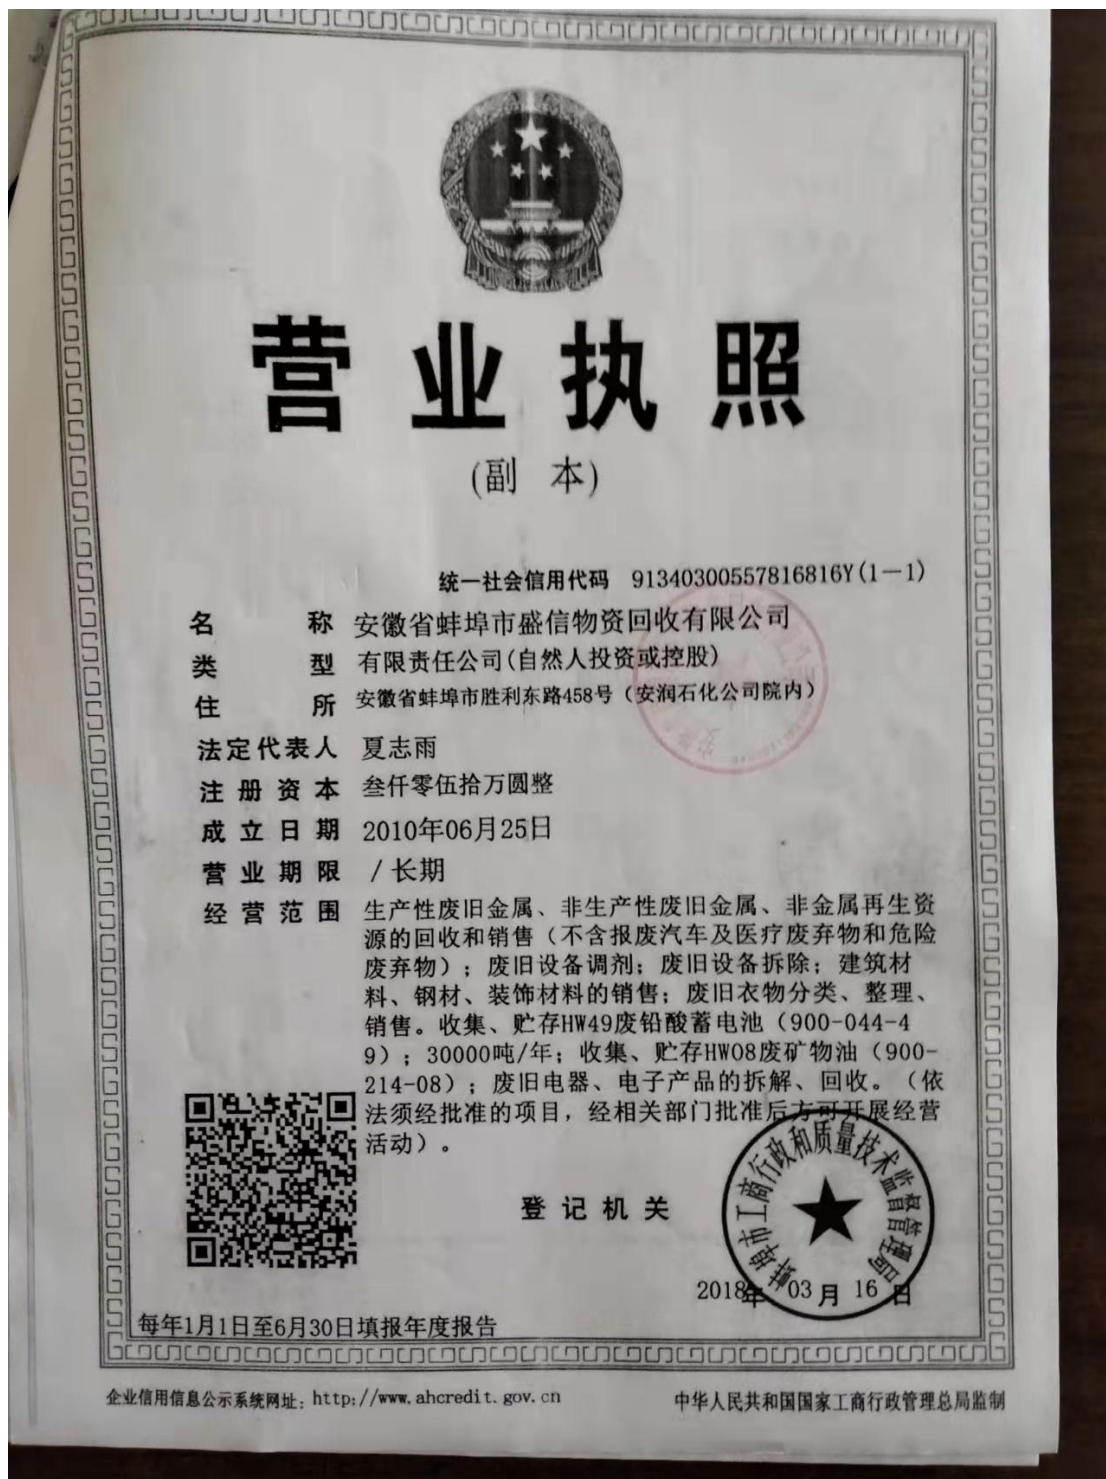 营业执照
(副 本)
统一社会信用代码 91340300557816816Y(1-1)
名 称 安徽省蚌埠市盛信物资回收有限公司
类 型 有限责任公司(自然人投资或控股)
住 所 安徽省蚌埠市胜利东路458号（安润石化公司院内）
法定代表人 夏志雨
注册资本 叁仟零伍拾万圆整
成立日期 2010年06月25日
营业期限 / 长期
经营范围 生产性废旧金属、非生产性废旧金属、非金属再生资
源的回收和销售（不含报废汽车及医疗废弃物和危险
废弃物）；废旧设备调剂；废旧设备拆除；建筑材
料、钢材、装饰材料的销售；废旧衣物分类、整理、
销售。收集、贮存HW49废铅酸蓄电池（900-044-4
9）；30000吨/年；收集、贮存HW08废矿物油（900-
214-08）；废旧电器、电子产品的拆解、回收。（依
法须经批准的项目，经相关部门批准后方可开展经营
活动）。
登记机关
蚌埠市工商行政和质量技术监督管理局
2018年 03月 16日
每年1月1日至6月30日填报年度报告
企业信用信息公示系统网址：http://www.ahcredit.gov.cn
中华人民共和国国家工商行政管理总局监制